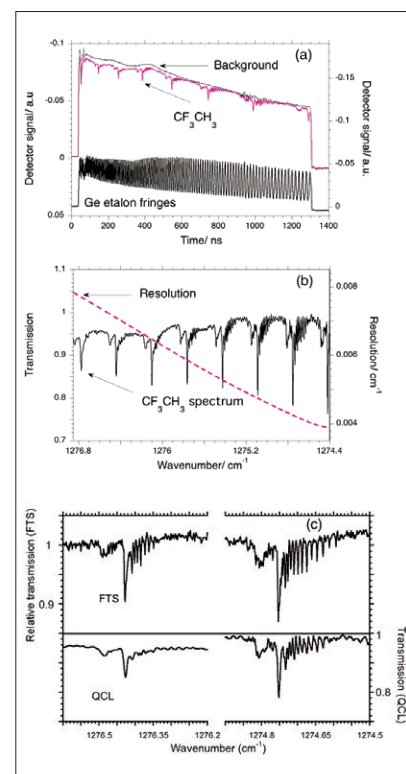 (a)
-0.1
-0.05
0
0.05
Detector signal/ a.u
Background
CF3CH3
Ge etalon fringes
-0.15
-0.1
-0.05
0
Detector signal/ a.u.
0 200 400 600 800 1000 1200 1400
Time/ ns
(b)
1.1
1
0.9
0.8
0.7
Transmission
Resolution
CF3CH3 spectrum
0.008
0.006
0.004
Resolution/ cm-1
1276.8 1276 1275.2 1274.4
Wavenumber/ cm-1
(c)
Relative transmission (FTS)
1
0.9
FTS
QCL
1
0.8
Transmission (QCL)
1276.5 1276.35 1276.2 1274.8 1274.65 1274.5
Wavenumber (cm-1)